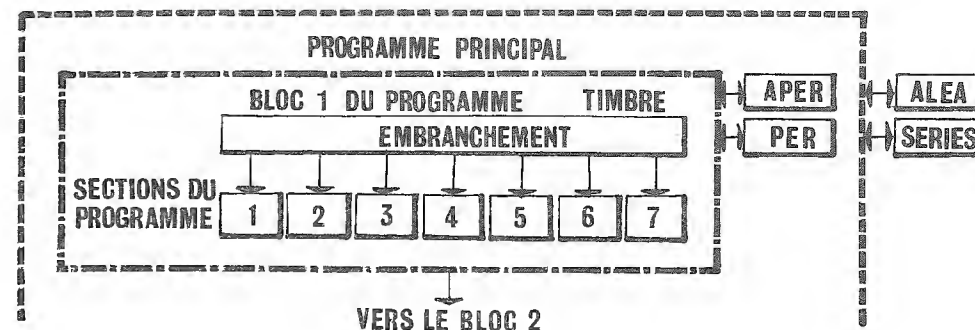 PROGRAMME PRINCIPAL
BLOC 1 DU PROGRAMME TIMBRE
EMBRANCHEMENT
APER
ALEA
PER
SERIES
SECTIONS DU
PROGRAMME
1 2 3 4 5 6 7
VERS LE BLOC 2